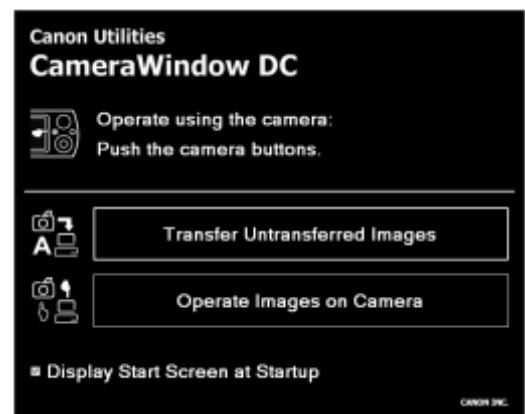 Canon Utilities
CameraWindow DC
Operate using the camera:
Push the camera buttons.
A
Transfer Untransferred Images
Operate Images on Camera
Display Start Screen at Startup
CANON INC.